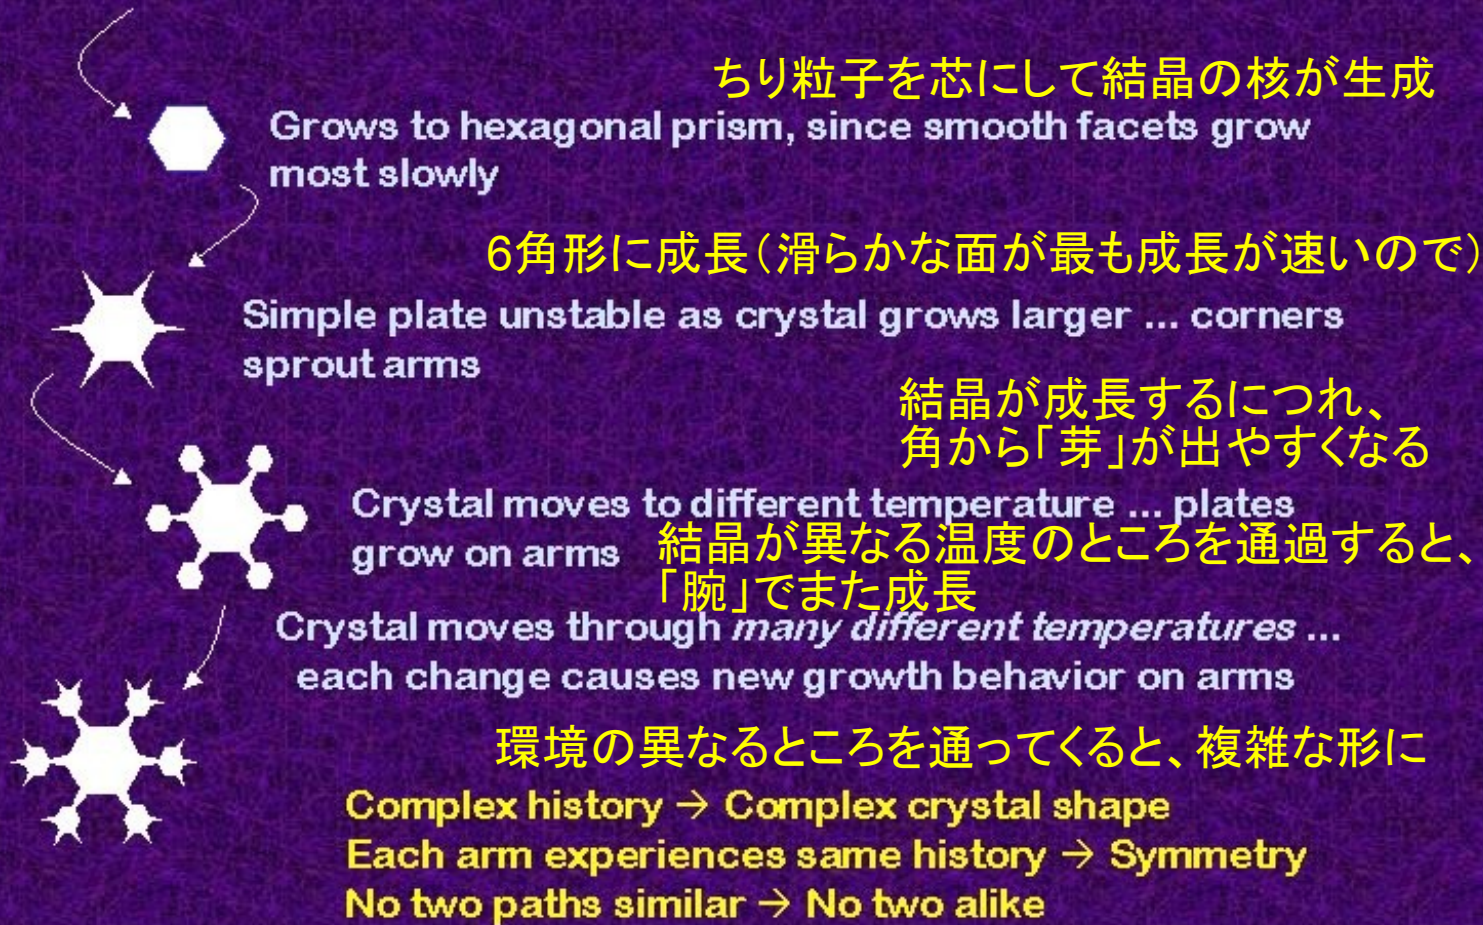 ちり粒子を芯にして結晶の核が生成
Grows to hexagonal prism, since smooth facets grow
most slowly
6角形に成長(滑らかな面が最も成長が速いので)
Simple plate unstable as crystal grows larger ... corners
sprout arms
結晶が成長するにつれ、
角から「芽」が出やすくなる
Crystal moves to different temperature ... plates
grow on arms
結晶が異なる温度のところを通過すると、
「腕」でまた成長
Crystal moves through many different temperatures ...
each change causes new growth behavior on arms
環境の異なるところを通ってくると、複雑な形に
Complex history → Complex crystal shape
Each arm experiences same history → Symmetry
No two paths similar → No two alike